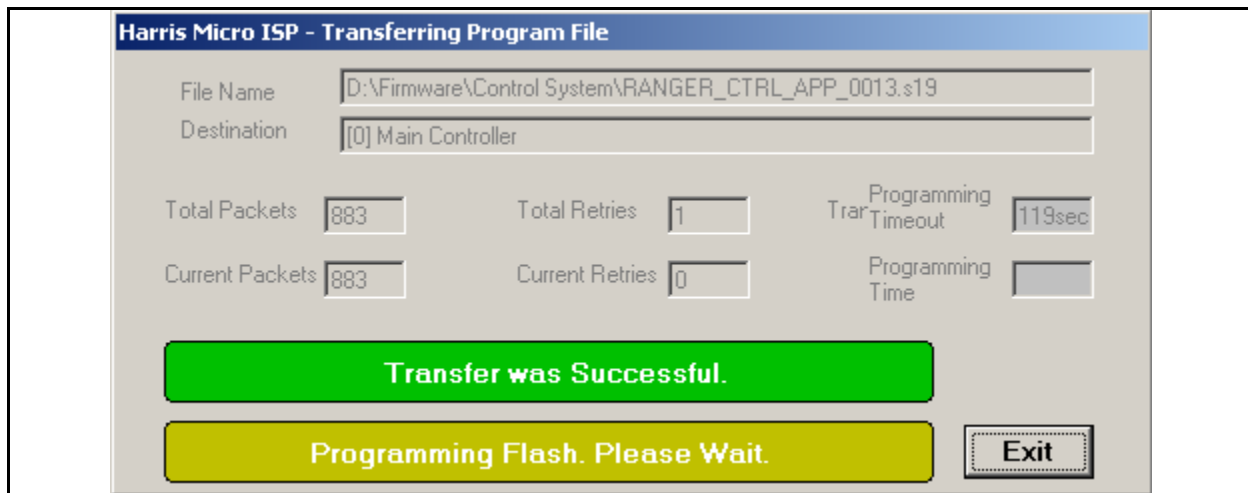 Harris Micro ISP - Transferring Program File
File Name D:\Firmware\Control System\RANGER_CTRL_APP_0013.s19
Destination [0] Main Controller
Total Packets 883 Total Retries 1 Tran Programming Timeout 119sec
Current Packets 883 Current Retries 0 Programming Time
Transfer was Successful.
Programming Flash. Please Wait.
Exit